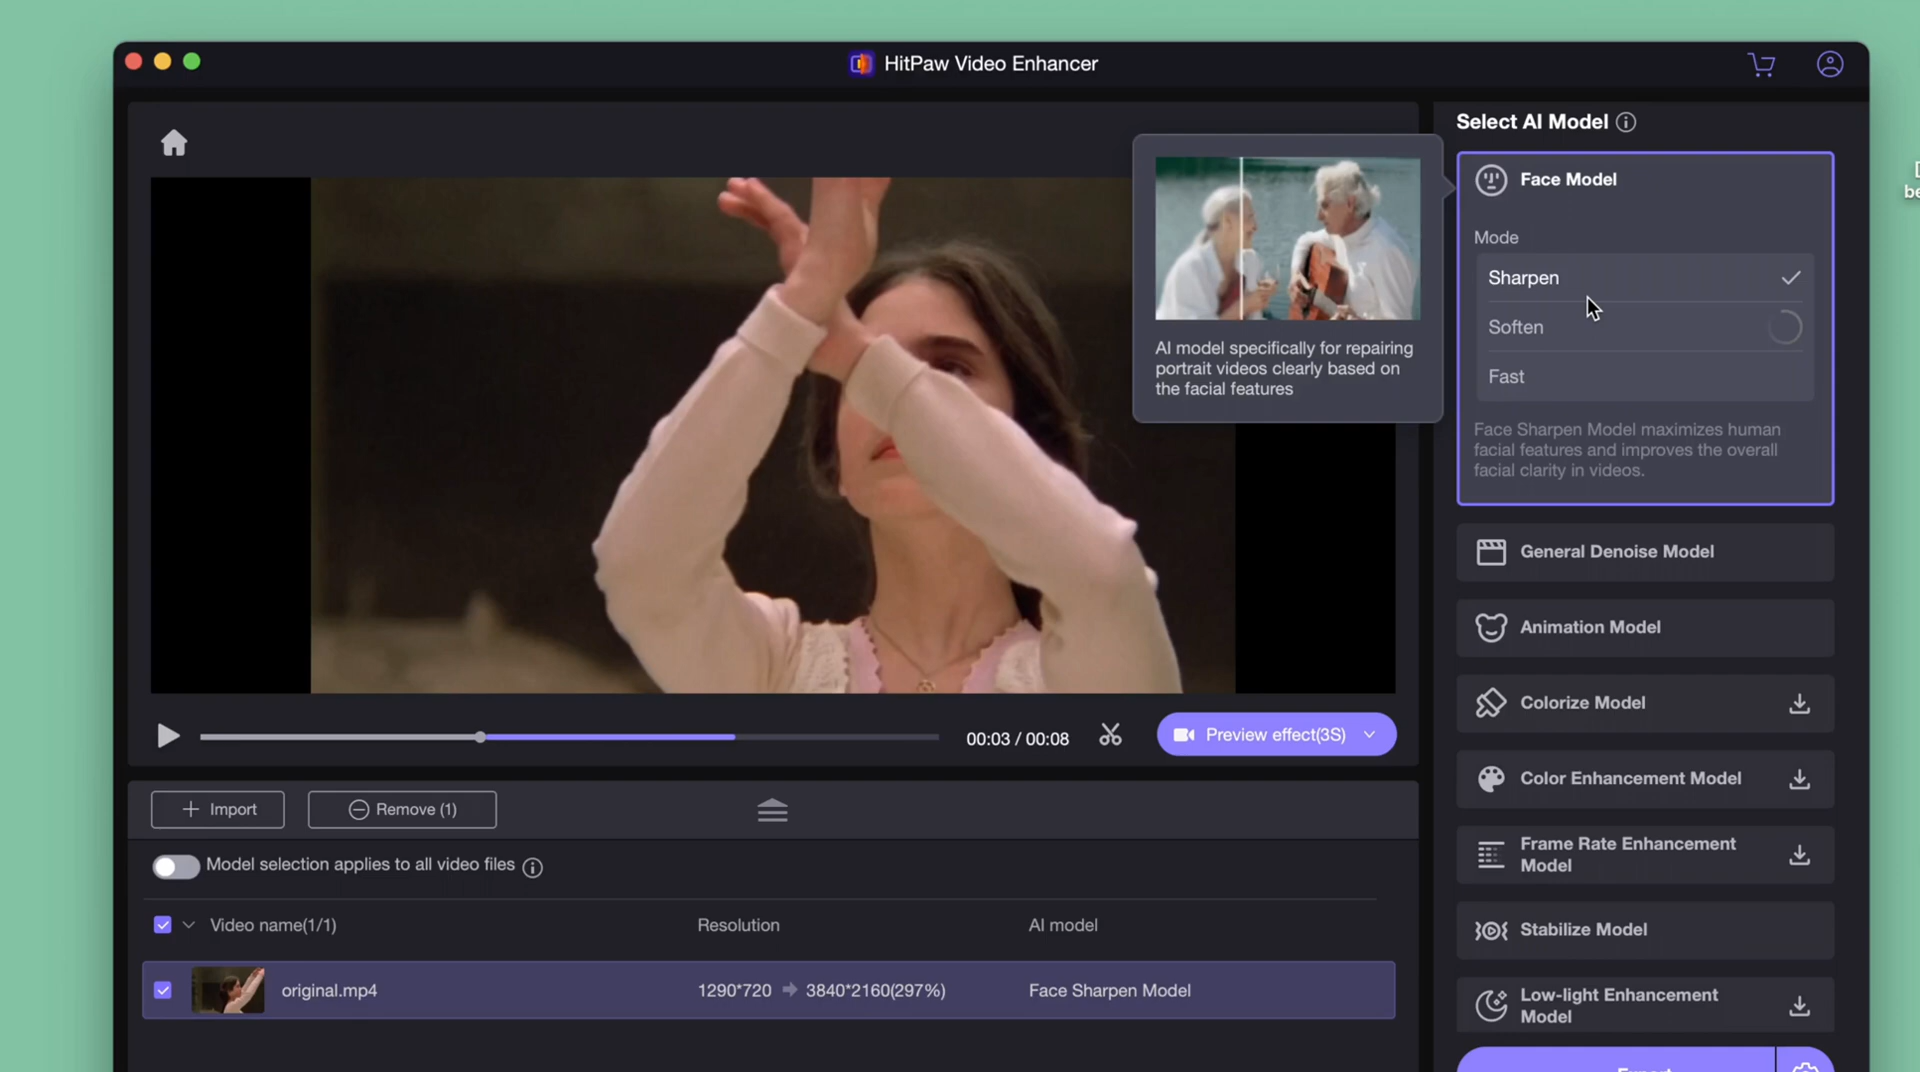 HitPaw Video Enhancer
Select AI Model
Face Model
Mode
Sharpen
Soften
Fast
Face Sharpen Model maximizes human
facial features and improves the overall
facial clarity in videos.
AI model specifically for repairing
portrait videos clearly based on
the facial features
General Denoise Model
Animation Model
Colorize Model
Color Enhancement Model
Frame Rate Enhancement
Model
Stabilize Model
Low-light Enhancement
Model
00:03 / 00:08
Preview effect(3S)
Import
Remove (1)
Model selection applies to all video files
Video name(1/1) Resolution AI model
original.mp4 1290*720 3840*2160(297%) Face Sharpen Model